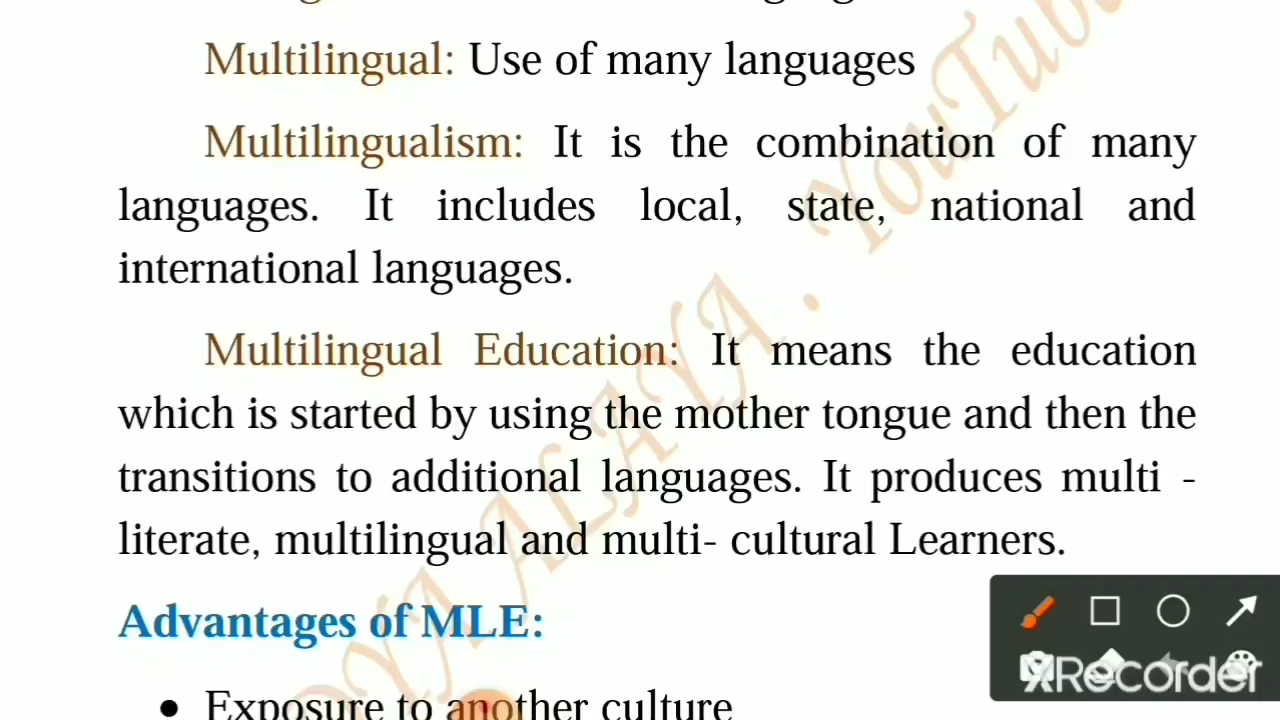 Multilingual: Use of many languages
Multilingualism: It is the combination of many
languages. It includes local, state, national and
international languages.
Multilingual Education: It means the education
which is started by using the mother tongue and then the
transitions to additional languages. It produces multi -
literate, multilingual and multi- cultural Learners.
Advantages of MLE:
• Exposure to another culture
ALAYA . YouTube
XRecorder